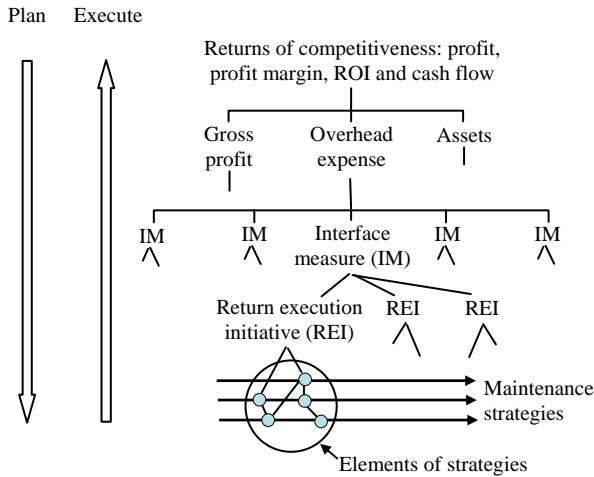 Plan Execute
Returns of competitiveness: profit,
profit margin, ROI and cash flow
Gross
profit
Overhead
expense
Assets
IM
IM
Interface
measure (IM)
IM
IM
Return execution
initiative (REI)
REI
REI
Maintenance
strategies
Elements of strategies